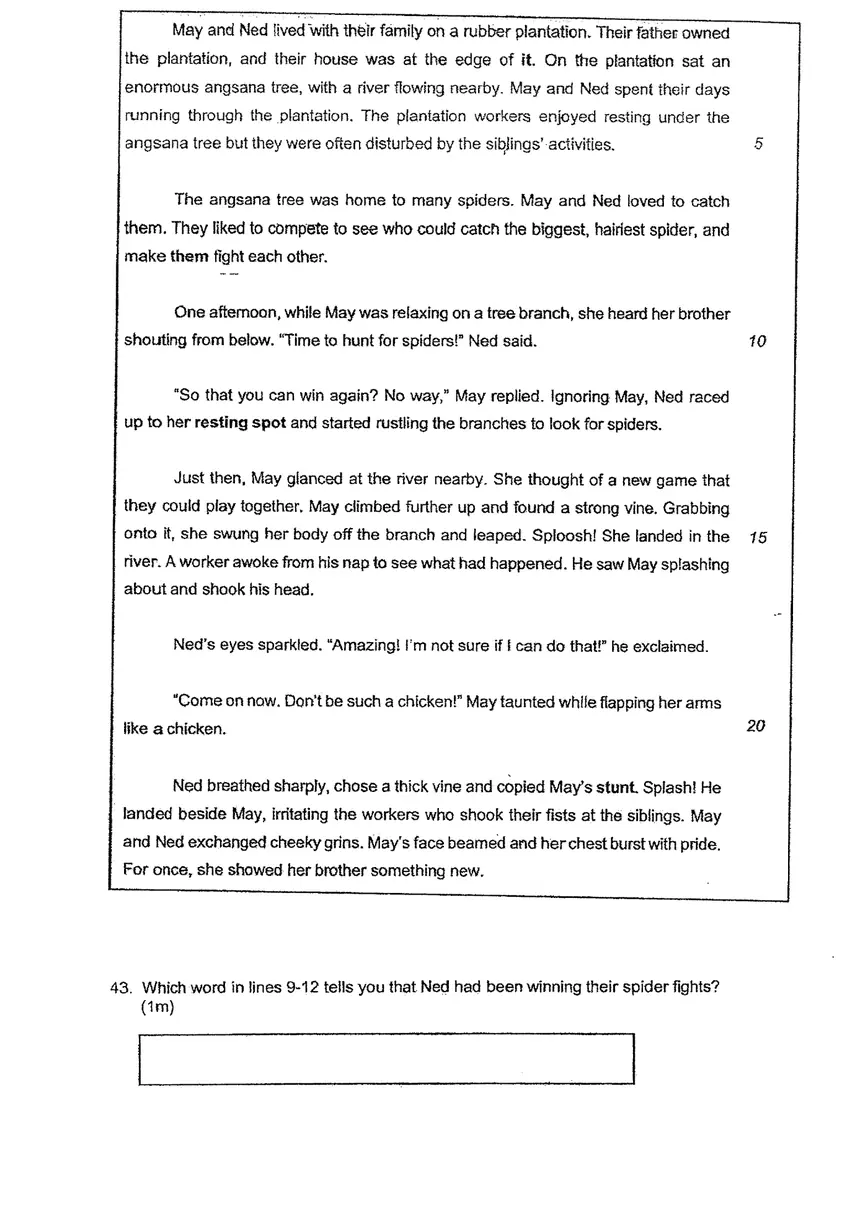 May and Ned lived with their family on a rubber plantation. Their father owned
the plantation, and their house was at the edge of it. On the plantation sat an
enormous angsana tree, with a river flowing nearby. May and Ned spent their days
running through the plantation. The plantation workers enjoyed resting under the
angsana tree but they were often disturbed by the siblings' activities. 5
The angsana tree was home to many spiders. May and Ned loved to catch
them. They liked to compete to see who could catch the biggest, hairiest spider, and
make them fight each other.
One afternoon, while May was relaxing on a tree branch, she heard her brother
shouting from below. "Time to hunt for spiders!" Ned said. 10
"So that you can win again? No way," May replied. Ignoring May, Ned raced
up to her resting spot and started rustling the branches to look for spiders.
Just then, May glanced at the river nearby. She thought of a new game that
they could play together. May climbed further up and found a strong vine. Grabbing
onto it, she swung her body off the branch and leaped. Sploosh! She landed in the 15
river. A worker awoke from his nap to see what had happened. He saw May splashing
about and shook his head.
Ned's eyes sparkled. "Amazing! I'm not sure if I can do that!" he exclaimed.
"Come on now. Don't be such a chicken!" May taunted while flapping her arms
like a chicken. 20
Ned breathed sharply, chose a thick vine and copied May's stunt. Splash! He
landed beside May, irritating the workers who shook their fists at the siblings. May
and Ned exchanged cheeky grins. May's face beamed and her chest burst with pride.
For once, she showed her brother something new.
43. Which word in lines 9-12 tells you that Ned had been winning their spider fights?
(1m)